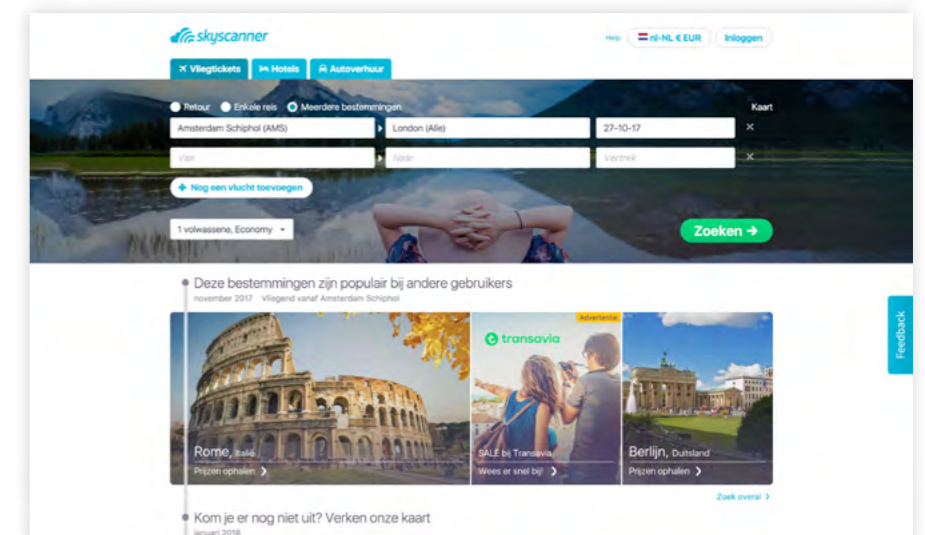 skyscanner
Help nl-NL € EUR Inloggen
Vliegtickets Hotels Autoverhuur
Retour Enkele reis Meerdere bestemmingen Kaart
Amsterdam Schiphol (AMS) London (Alle) 27-10-17
Van Naar Vertrek
+ Nog een vlucht toevoegen
1 volwassene, Economy Zoeken →
Deze bestemmingen zijn populair bij andere gebruikers
november 2017 Vliegend vanaf Amsterdam Schiphol
Advertentie
transavia
Rome, Italië SALE bij Transavia Berlijn, Duitsland
Prijzen ophalen Wees er snel bij! Prijzen ophalen
Zoek overal
Kom je er nog niet uit? Verken onze kaart
januari 2018
Feedback